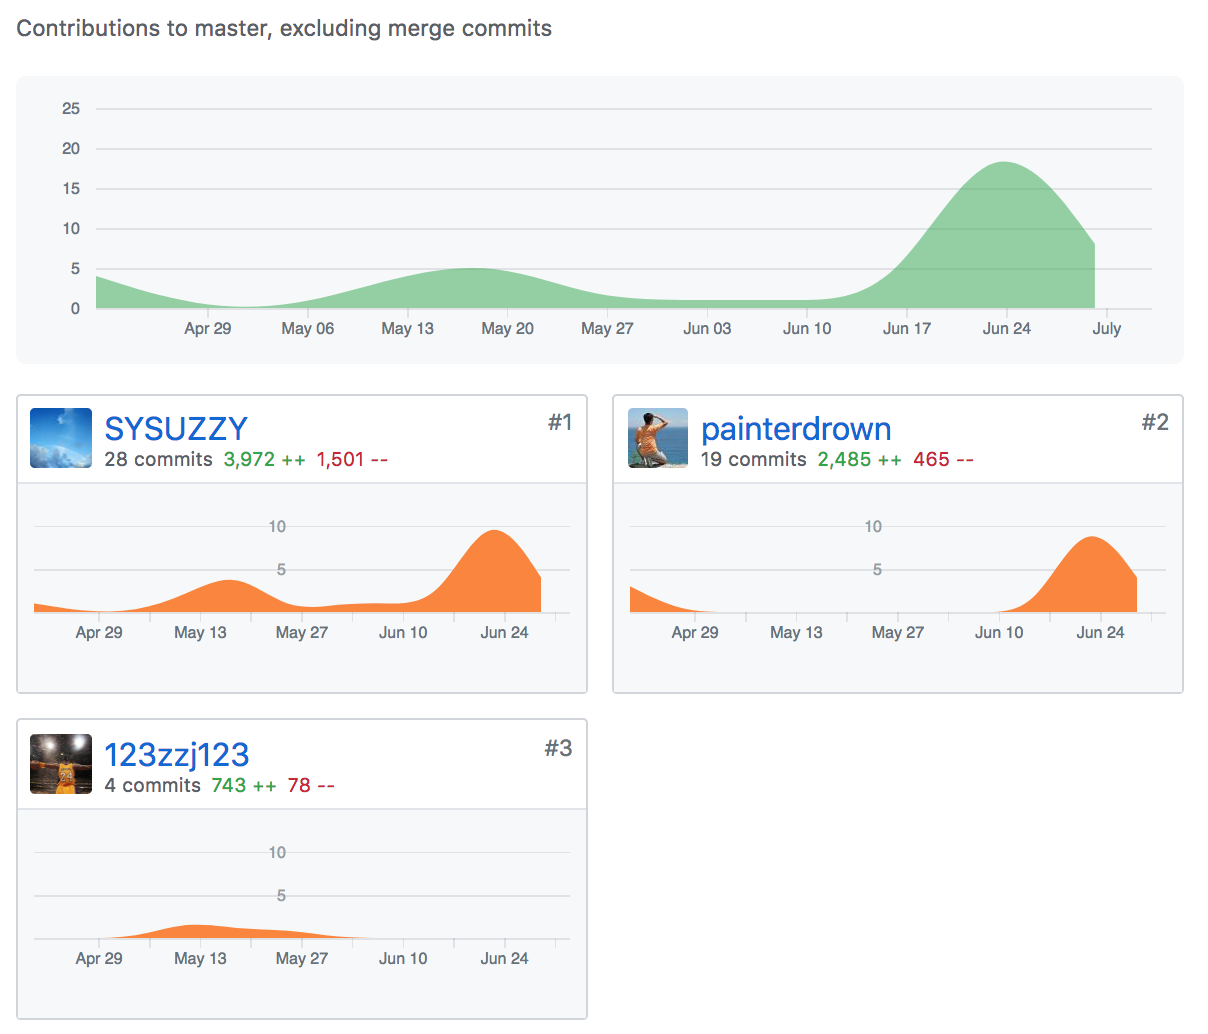 Contributions to master, excluding merge commits
25
20
15
10
5
0
Apr 29 May 06 May 13 May 20 May 27 Jun 03 Jun 10 Jun 17 Jun 24 July
SYSUZZY #1
28 commits 3,972 ++ 1,501 --
10
5
Apr 29 May 13 May 27 Jun 10 Jun 24
painterdrown #2
19 commits 2,485 ++ 465 --
10
5
Apr 29 May 13 May 27 Jun 10 Jun 24
123zzj123 #3
4 commits 743 ++ 78 --
10
5
Apr 29 May 13 May 27 Jun 10 Jun 24